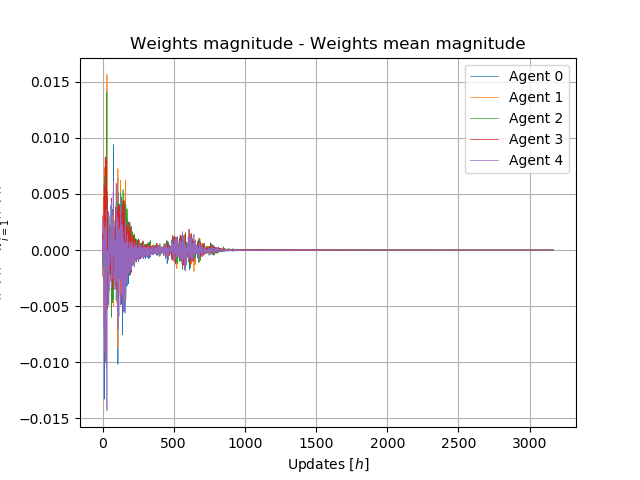 Weights magnitude - Weights mean magnitude
Agent 0
Agent 1
Agent 2
Agent 3
Agent 4
0.015
0.010
0.005
0.000
−0.005
−0.010
−0.015
0
500
1000
1500
2000
2500
3000
Updates [h]